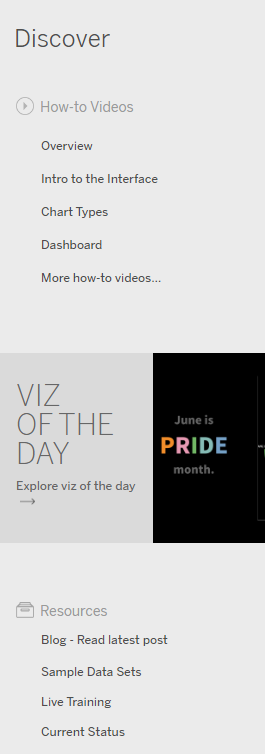 Discover
How-to Videos
Overview
Intro to the Interface
Chart Types
Dashboard
More how-to videos...
VIZ
OF THE
DAY
Explore viz of the day
→
June is
PRIDE
month.
Resources
Blog - Read latest post
Sample Data Sets
Live Training
Current Status